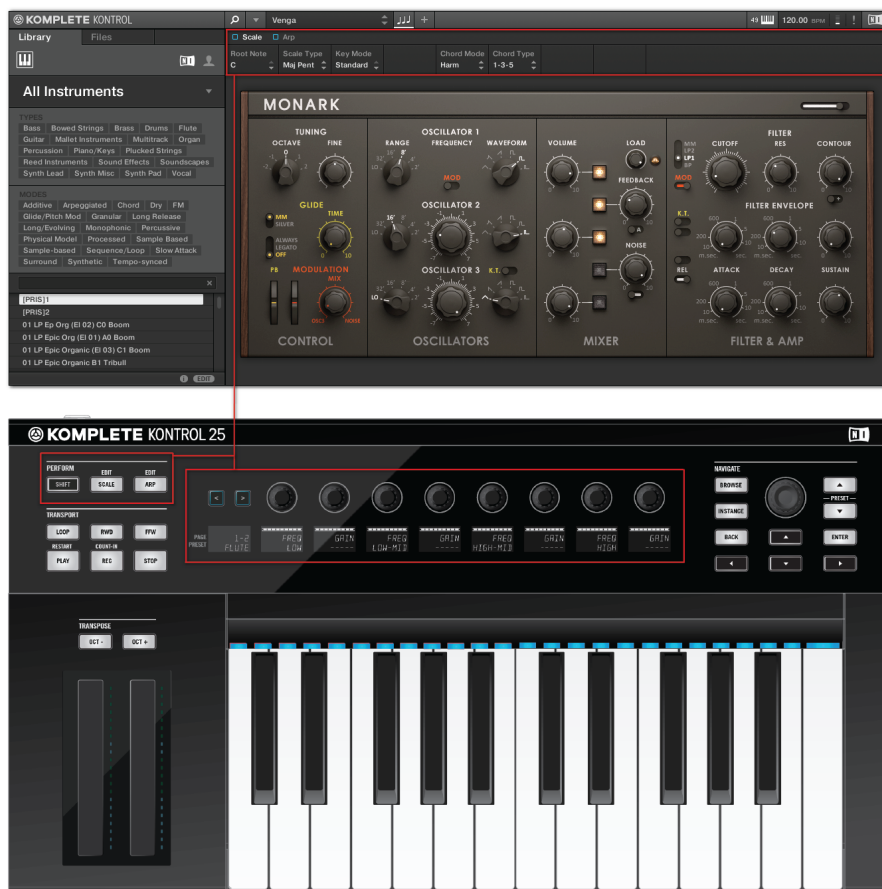 KOMPLETE KONTROL
Venga
49
120.00 BPM
!
Library
Files
Scale
Arp
Root Note
Scale Type
Key Mode
Chord Mode
Chord Type
C
Maj Pent
Standard
Harm
1-3-5
NI
All Instruments
TYPES
Bass Bowed Strings Brass Drums Flute
Guitar Mallet Instruments Multitrack Organ
Percussion Piano/Keys Plucked Strings
Reed Instruments Sound Effects Soundscapes
Synth Lead Synth Misc Synth Pad Vocal
MODES
Additive Arpeggiated Chord Dry FM
Glide/Pitch Mod Granular Long Release
Long/Evolving Monophonic Percussive
Physical Model Processed Sample Based
Sample-based Sequence/Loop Slow Attack
Surround Synthetic Tempo-synced
[PRIS]1
[PRIS]2
01 LP Ep Org (El 02) C0 Boom
01 LP Epic Org (El 01) A0 Boom
01 LP Epic Organic (El 03) C1 Boom
01 LP Epic Organic B1 Tribull
EDIT
MONARK
TUNING
OCTAVE FINE
GLIDE
MM
SILVER
TIME
ALWAYS
LEGATO
OFF
PB
MODULATION
MIX
OSC3 NOISE
CONTROL
OSCILLATOR 1
RANGE FREQUENCY WAVEFORM
MOD
OSCILLATOR 2
OSCILLATOR 3
K.T.
OSCILLATORS
VOLUME
LOAD
FEEDBACK
A
NOISE
MIXER
MM
LP2
LP1
BP
MOD
FILTER
CUTOFF RES CONTOUR
K.T.
FILTER ENVELOPE
REL
ATTACK DECAY SUSTAIN
m.sec. sec. m.sec. sec.
FILTER & AMP
KOMPLETE KONTROL 25
NI
PERFORM
EDIT EDIT
SHIFT SCALE ARP
TRANSPORT
LOOP RWD FFW
RESTART COUNT-IN
PLAY REC STOP
< >
PAGE 1-2 FREQ GAIN FREQ GAIN FREQ GAIN FREQ GAIN
PRESET FLUTE LOW ----- LOW-MID ----- HIGH-MID ----- HIGH -----
NAVIGATE
BROWSE
PRESET
INSTANCE
BACK
ENTER
TRANSPOSE
OCT - OCT +